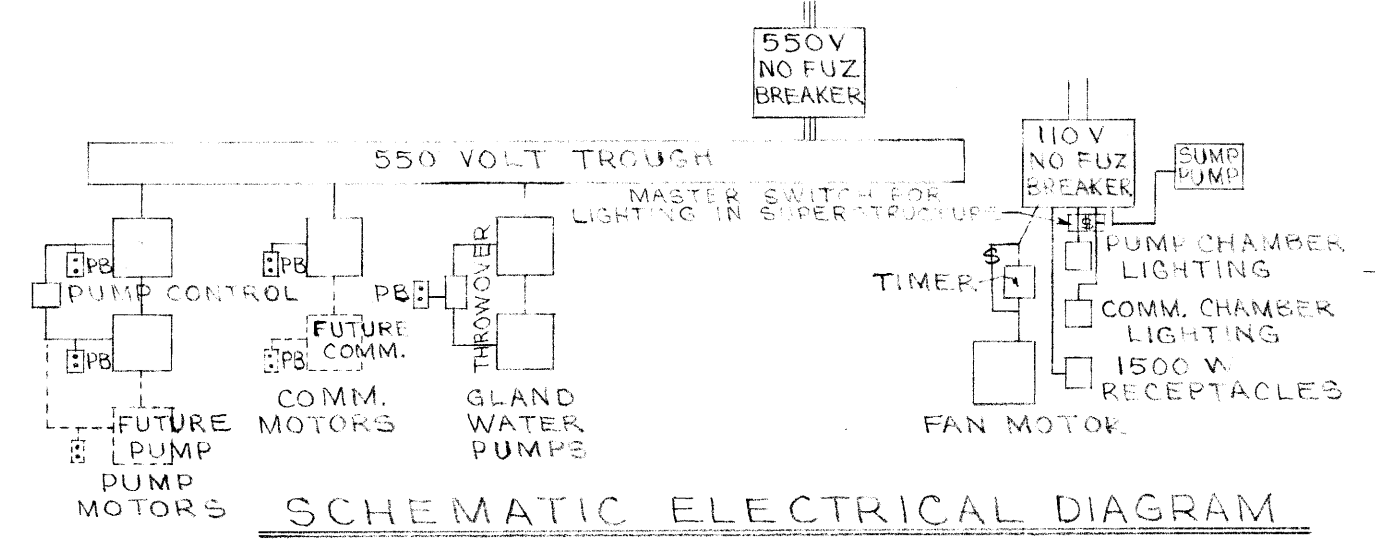 550V
NO FUZ
BREAKER
550 VOLT TROUGH
110 V
NO FUZ
BREAKER
SUMP
PUMP
MASTER SWITCH FOR
LIGHTING IN SUPERSTRUCTURE
$
PB
PUMP CONTROL
PB
PB
THROWOVER
$
TIMER
PUMP CHAMBER
LIGHTING
COMM. CHAMBER
LIGHTING
1500 W
RECEPTACLES
PB
FUTURE
COMM.
PB
COMM.
MOTORS
GLAND
WATER
PUMPS
FAN MOTOR
FUTURE
PUMP
PUMP
MOTORS
SCHEMATIC ELECTRICAL DIAGRAM